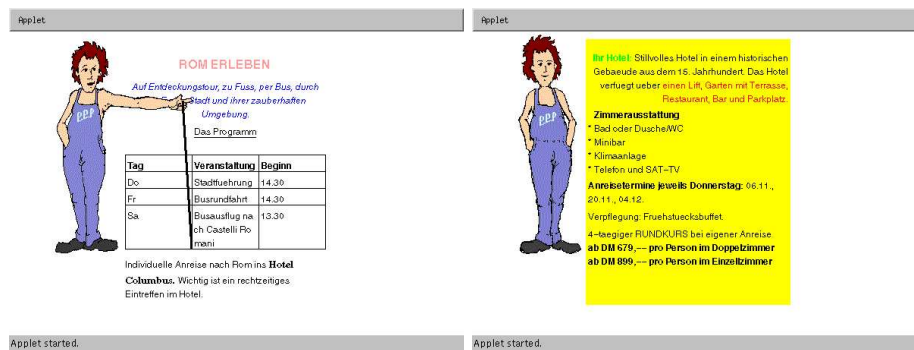 Applet
ROM ERLEBEN
Auf Entdeckungstour, zu Fuss, per Bus, durch
Stadt und ihrer zauberhaften
Umgebung.
Das Programm
Tag Veranstaltung Beginn
Do Stadtfuehrung 14.30
Fr Busrundfahrt 14.30
Sa Busausflug na 13.30
ch Castelli Ro
mani
Individuelle Anreise nach Rom ins Hotel
Columbus. Wichtig ist ein rechtzeitiges
Eintreffen im Hotel.
PPP
Applet started.
Applet
Ihr Hotel: Stillvolles Hotel in einem historischen
Gebaeude aus dem 15. Jahrhundert. Das Hotel
verfuegt ueber einen Lift, Garten mit Terrasse,
Restaurant, Bar und Parkplatz.
Zimmerausstattung
* Bad oder Dusche/WC
* Minibar
* Klimaanlage
* Telefon und SAT-TV
Anreisetermine jeweils Donnerstag: 06.11.,
20.11., 04.12.
Verpflegung: Fruehstuecksbuffet.
4-taegiger RUNDKURS bei eigener Anreise
ab DM 679,-- pro Person im Doppelzimmer
ab DM 899,-- pro Person im Einzellzimmer
PPP
Applet started.